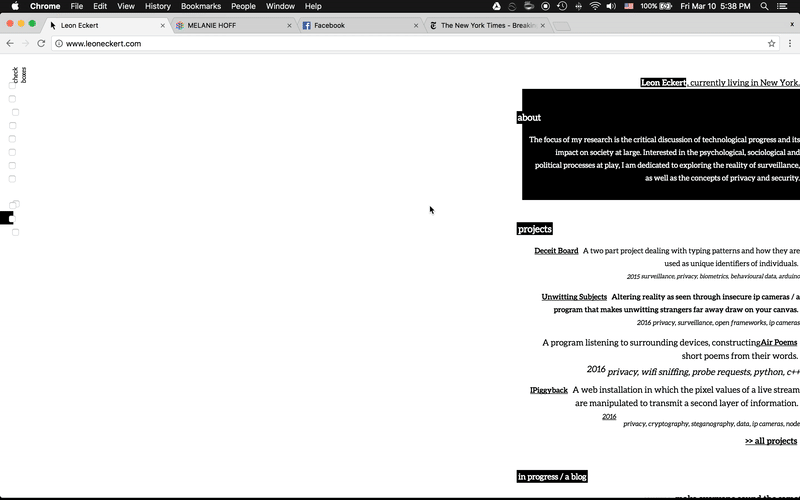 Chrome File Edit View History Bookmarks People Window Help 100% Fri Mar 10 5:38 PM
Leon Eckert MELANIE HOFF Facebook The New York Times - Breaki
www.leoneckert.com
check
boxes
Leon Eckert, currently living in New York.
about
The focus of my research is the critical discussion of technological progress and its
impact on society at large. Interested in the psychological, sociological and
political processes at play, I am dedicated to exploring the reality of surveillance,
as well as the concepts of privacy and security.
projects
Deceit Board A two part project dealing with typing patterns and how they are
used as unique identifiers of individuals.
2015 surveillance, privacy, biometrics, behavioural data, arduino
Unwitting Subjects Altering reality as seen through insecure ip cameras / a
program that makes unwitting strangers far away draw on your canvas.
2016 privacy, surveillance, open frameworks, ip cameras
A program listening to surrounding devices, constructingAir Poems
short poems from their words.
2016 privacy, wifi sniffing, probe requests, python, c++
IPiggyback A web installation in which the pixel values of a live stream
are manipulated to transmit a second layer of information.
2016
privacy, cryptography, steganography, data, ip cameras, node
>> all projects
in progress / a blog